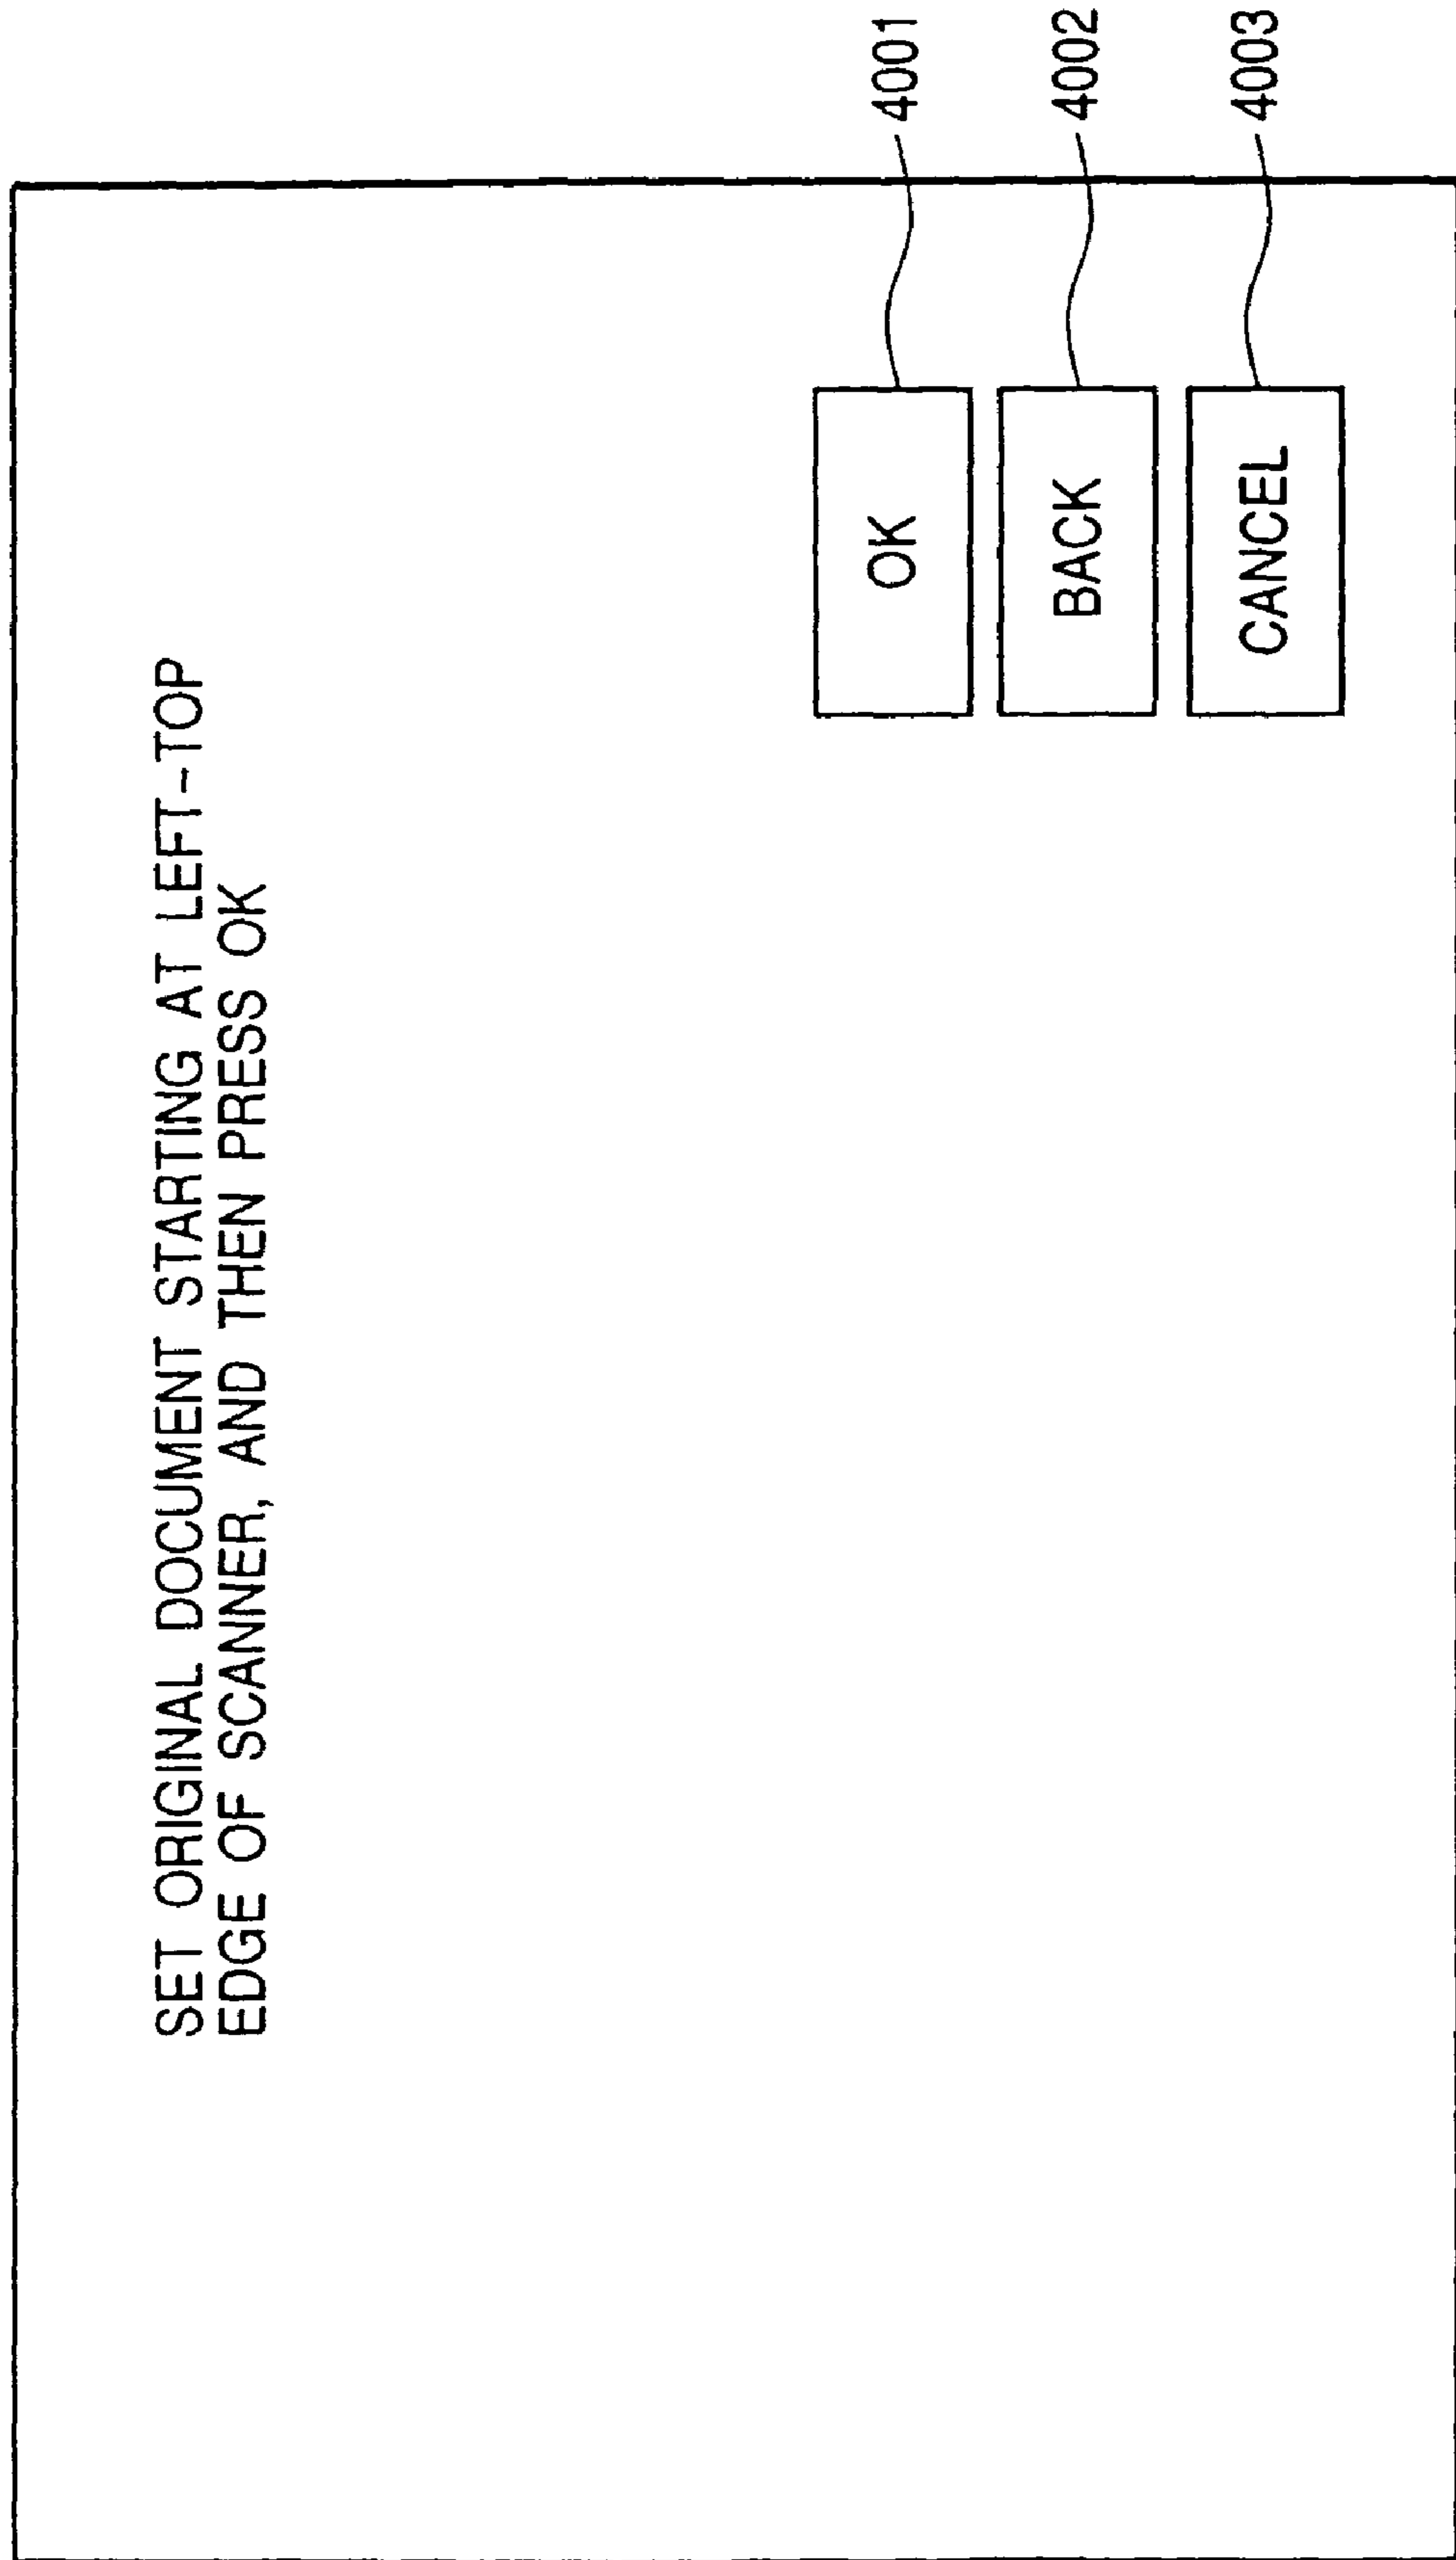 SET ORIGINAL DOCUMENT STARTING AT LEFT-TOP
EDGE OF SCANNER, AND THEN PRESS OK
OK
4001
BACK
4002
CANCEL
4003